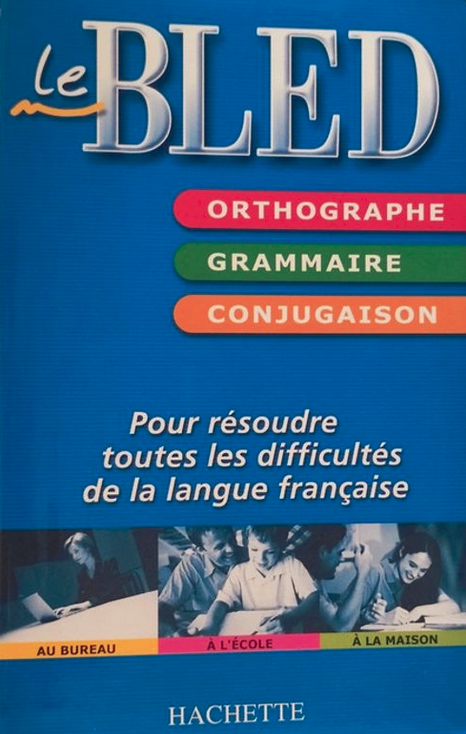 Le BLED
ORTHOGRAPHE
GRAMMAIRE
CONJUGAISON
Pour résoudre
toutes les difficultés
de la langue française
AU BUREAU
À L'ÉCOLE
À LA MAISON
HACHETTE